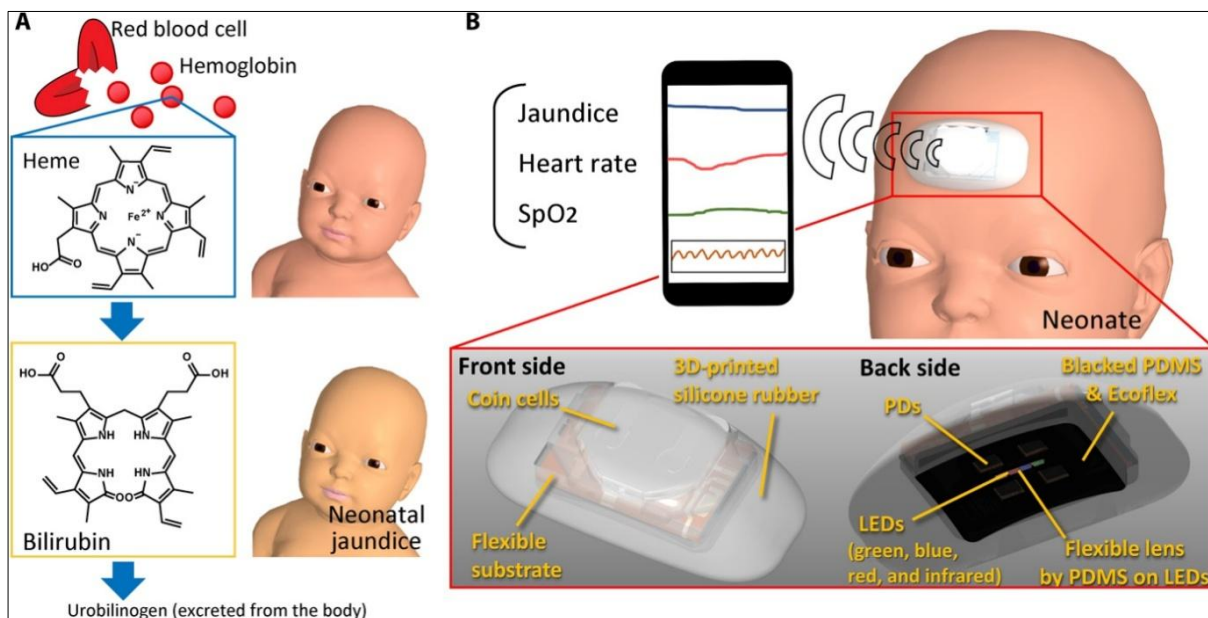 A
Red blood cell
Hemoglobin
Heme
N
N
Fe2+
N
N
HO
O
O
HO
O
OH
NH
HN
HN
NH
OO
Bilirubin
Neonatal
jaundice
Urobilinogen (excreted from the body)
B
Jaundice
Heart rate
SpO2
Neonate
Front side
Coin cells
3D-printed
silicone rubber
Flexible
substrate
Back side
Blacked PDMS
& Ecoflex
PDs
LEDs
(green, blue,
red, and infrared)
Flexible lens
by PDMS on LEDs